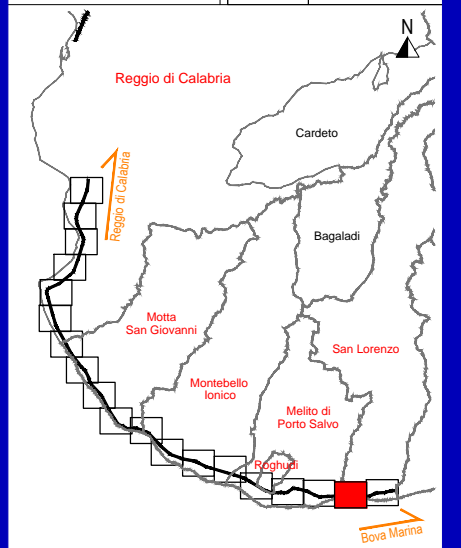 N
Reggio di Calabria
Cardeto
Reggio di Calabria
Bagaladi
Motta
San Giovanni
San Lorenzo
Montebello
Ionico
Melito di
Porto Salvo
Roghudi
Bova Marina